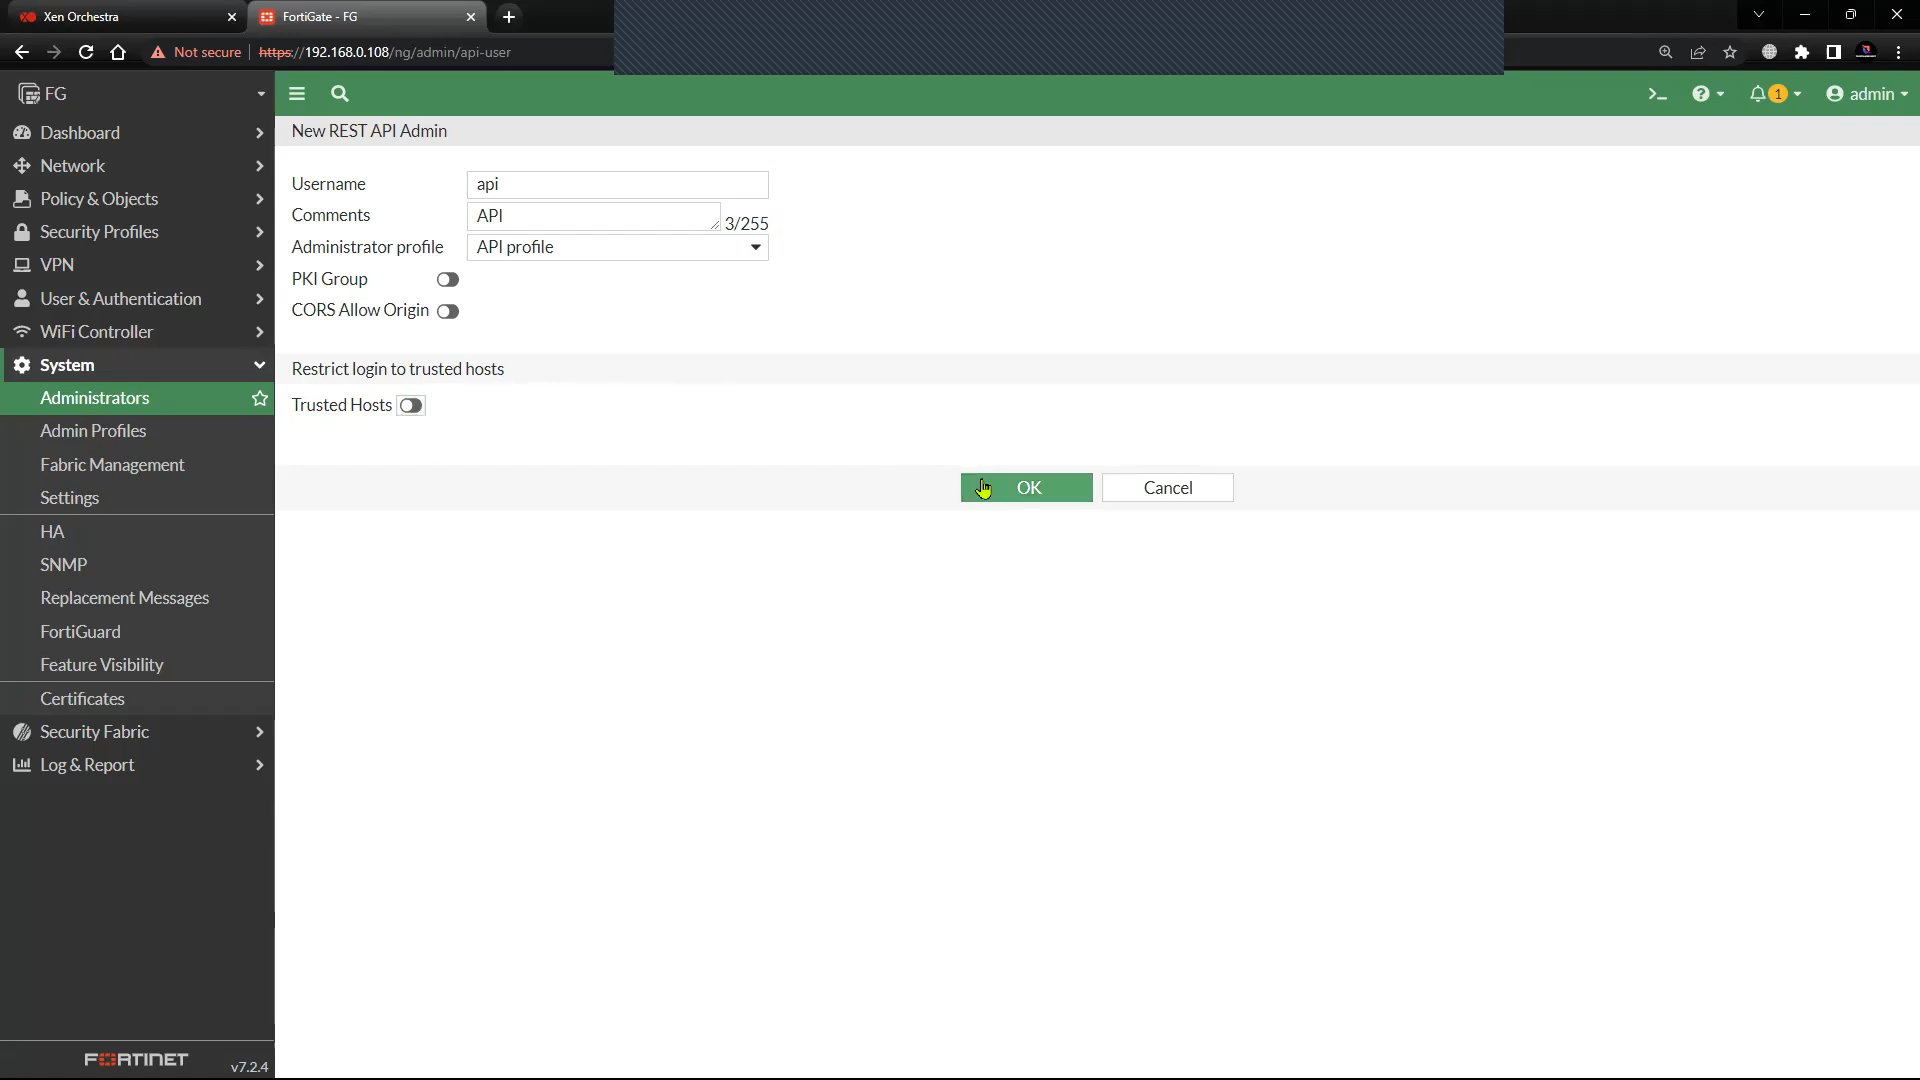 Xen Orchestra
FortiGate - FG
Not secure
https://192.168.0.108/ng/admin/api-user
FG
1
admin
Dashboard
Network
Policy & Objects
Security Profiles
VPN
User & Authentication
WiFi Controller
System
Administrators
Admin Profiles
Fabric Management
Settings
HA
SNMP
Replacement Messages
FortiGuard
Feature Visibility
Certificates
Security Fabric
Log & Report
FORTINET
v7.2.4
New REST API Admin
Username
api
Comments
API
3/255
Administrator profile
API profile
PKI Group
CORS Allow Origin
Restrict login to trusted hosts
Trusted Hosts
OK
Cancel